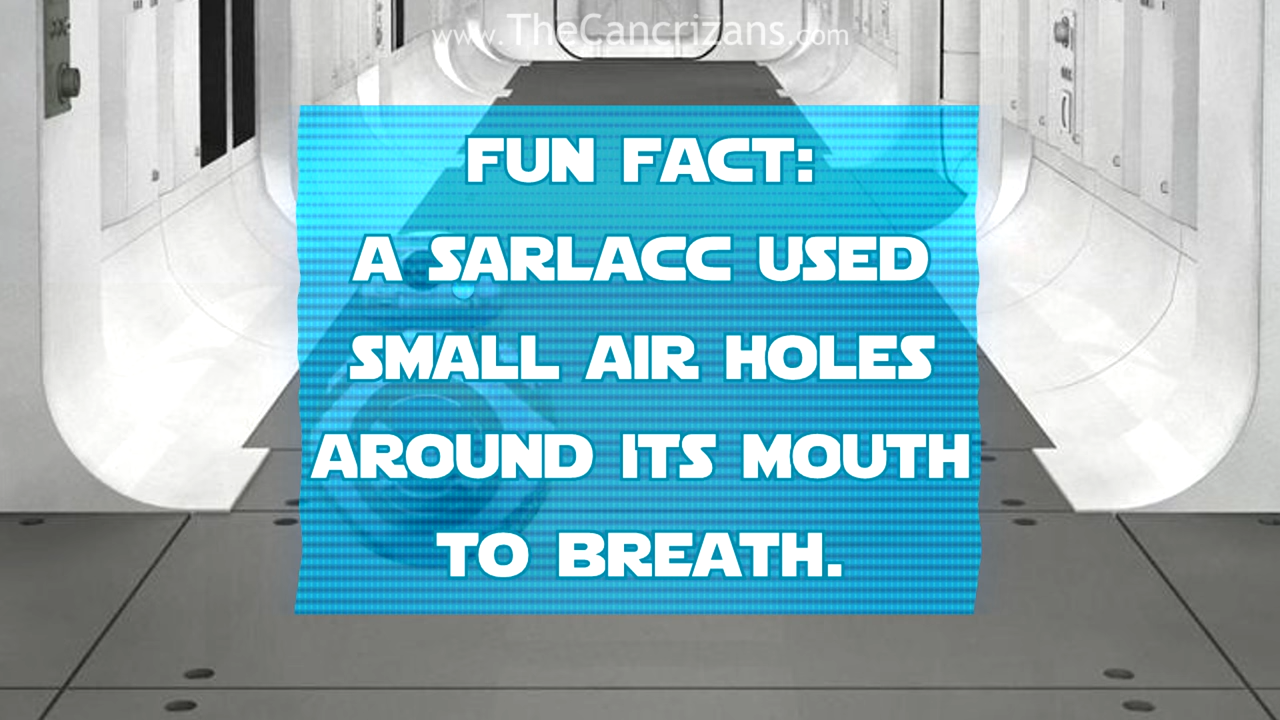 www.TheCancrizans.com
FUN FACT:
A SARLACC USED
SMALL AIR HOLES
AROUND ITS MOUTH
TO BREATH.